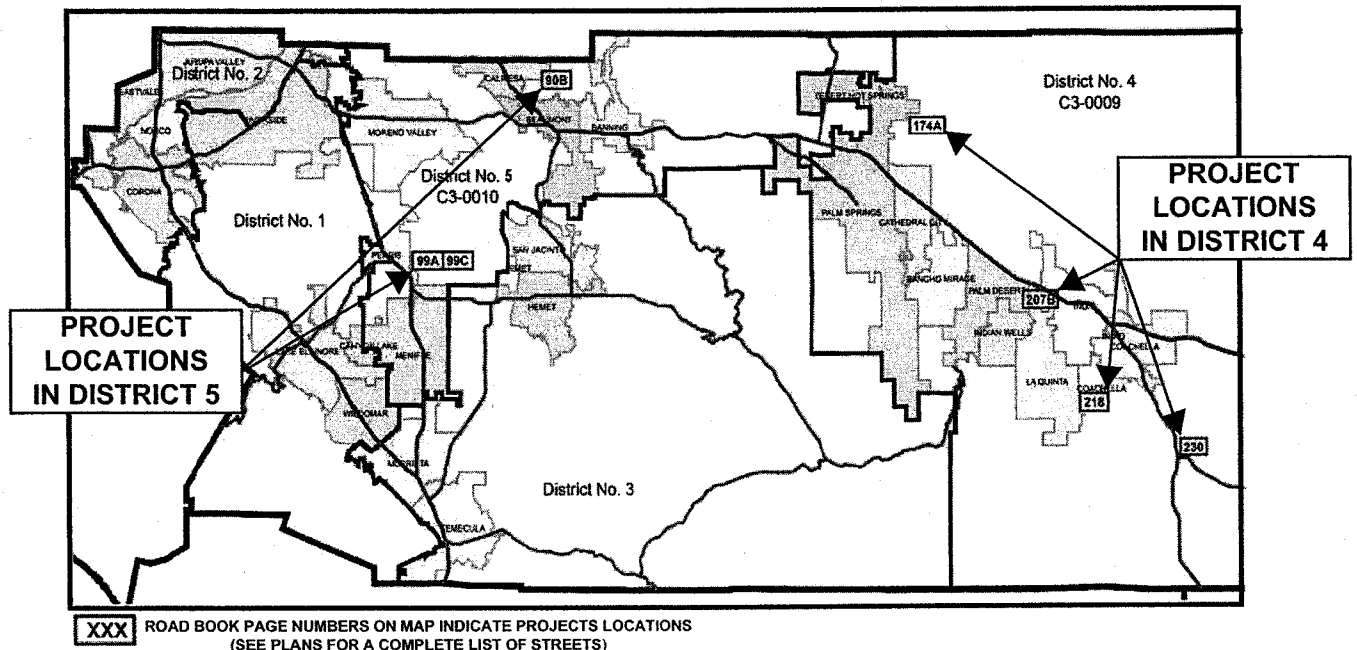 JURUPA VALLEY
District No. 2
EASTVALE
NORCO
CORONA
MORENO VALLEY
CALIMESA
90B
BEAUMONT
BANNING
District No. 5
C3-0010
District No. 1
PERRIS
99A 99C
SAN JACINTO
HEMET
HEMET
CANYON LAKE
MENIFEE
WILDOMAR
MURRIETA
TEMECULA
District No. 3
PROJECT
LOCATIONS
IN DISTRICT 5
DESERT HOT SPRINGS
174A
District No. 4
C3-0009
PROJECT
LOCATIONS
IN DISTRICT 4
PALM SPRINGS
CATHEDRAL CITY
RANCHO MIRAGE
PALM DESERT
207B
INDIAN WELLS
INDIO
COACHELLA
LA QUINTA
COACHELLA
218
230
XXX ROAD BOOK PAGE NUMBERS ON MAP INDICATE PROJECTS LOCATIONS
(SEE PLANS FOR A COMPLETE LIST OF STREETS)